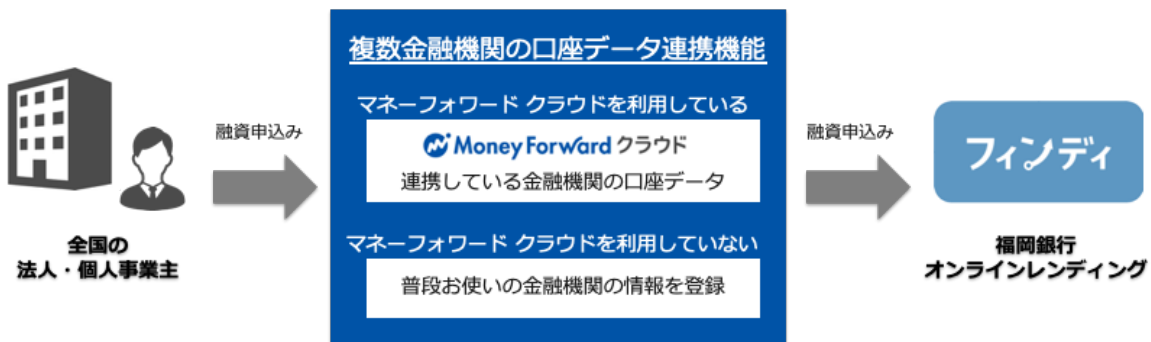 複数金融機関の口座データ連携機能
マネーフォワード クラウドを利用している
Money Forward クラウド
連携している金融機関の口座データ
マネーフォワード クラウドを利用していない
普段お使いの金融機関の情報を登録
融資申込み
融資申込み
全国の
法人・個人事業主
フィンディ
福岡銀行
オンラインレンディング